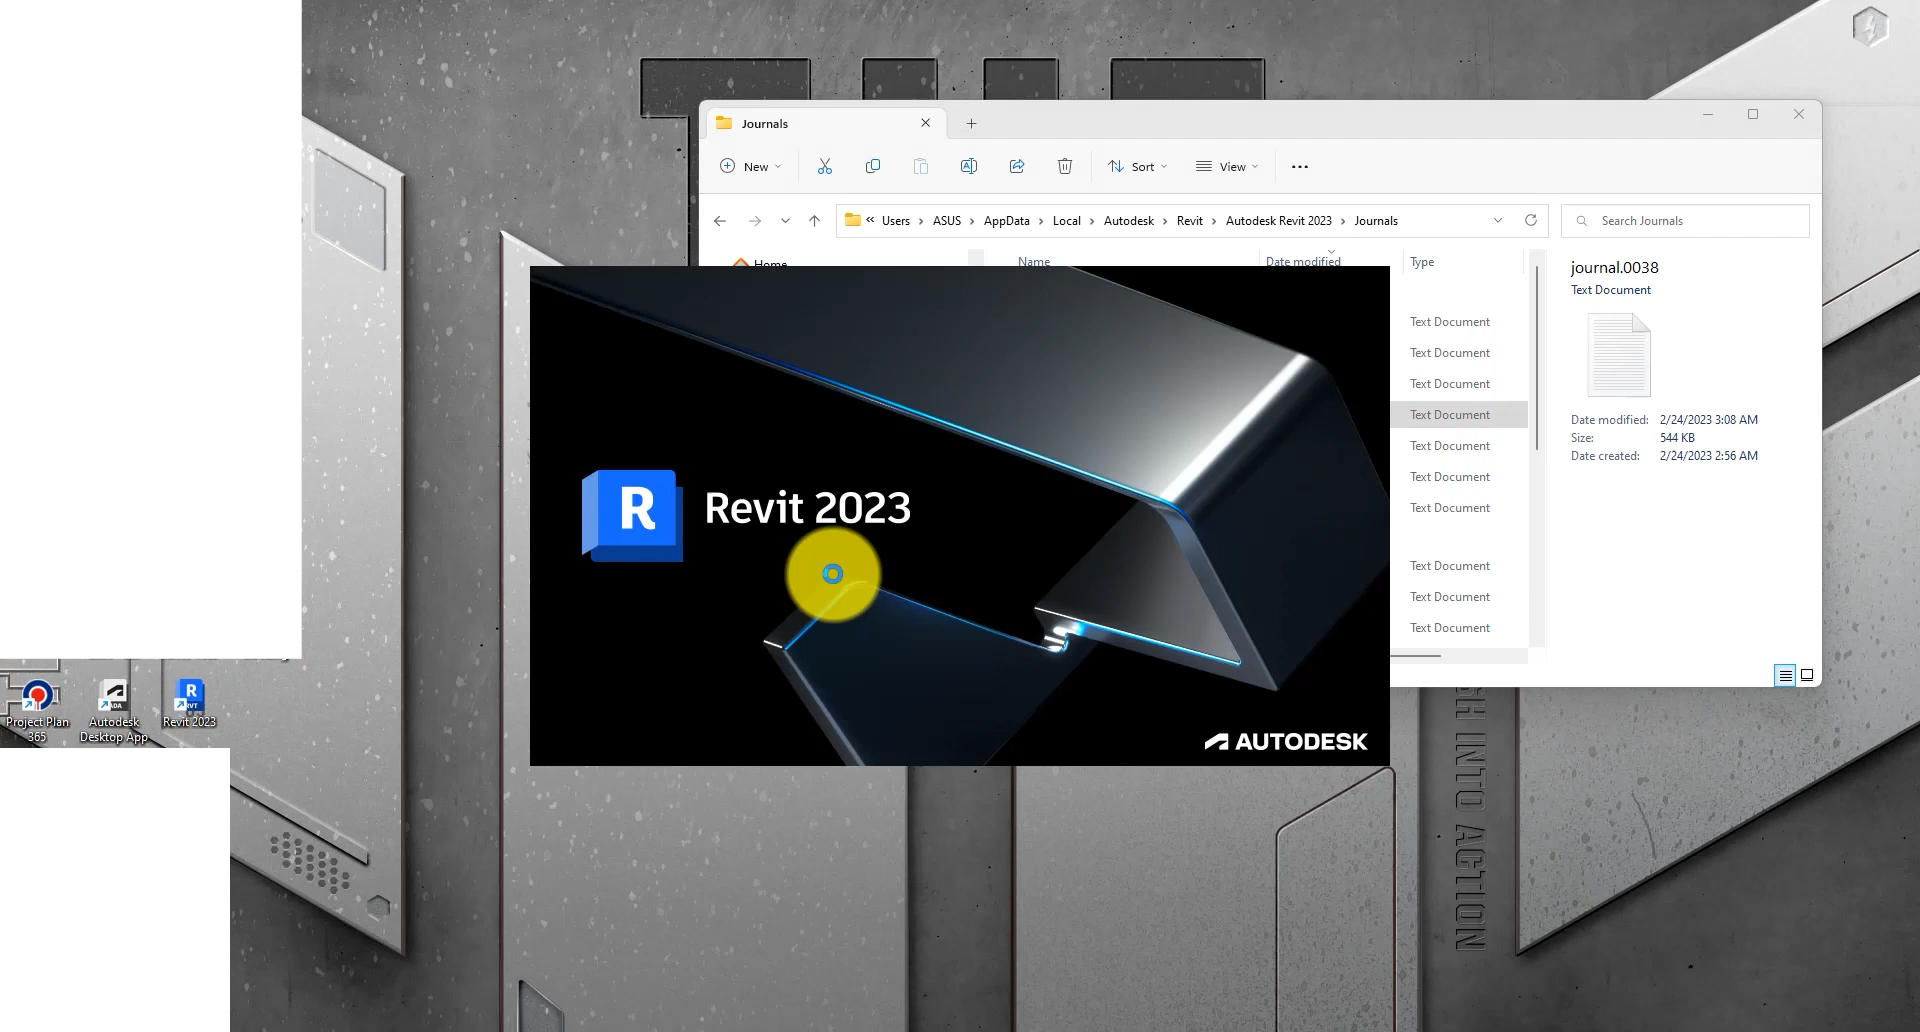 Journals
New
Sort
View
« Users > ASUS > AppData > Local > Autodesk > Revit > Autodesk Revit 2023 > Journals
Search Journals
Home
Name
Date modified
Type
Text Document
Text Document
Text Document
Text Document
Text Document
Text Document
Text Document
Text Document
Text Document
Text Document
journal.0038
Text Document
Date modified: 2/24/2023 3:08 AM
Size: 544 KB
Date created: 2/24/2023 2:56 AM
R Revit 2023
AUTODESK
Project Plan
365
Autodesk
Desktop App
Revit 2023
INTO ACTION